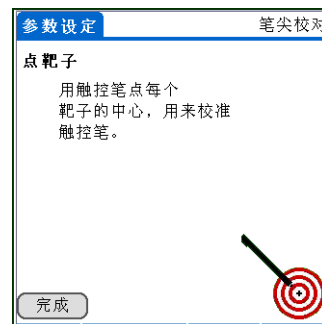 参数设定
笔尖校对
点靶子
用触控笔点每个
靶子的中心，用来校准
触控笔。
完成